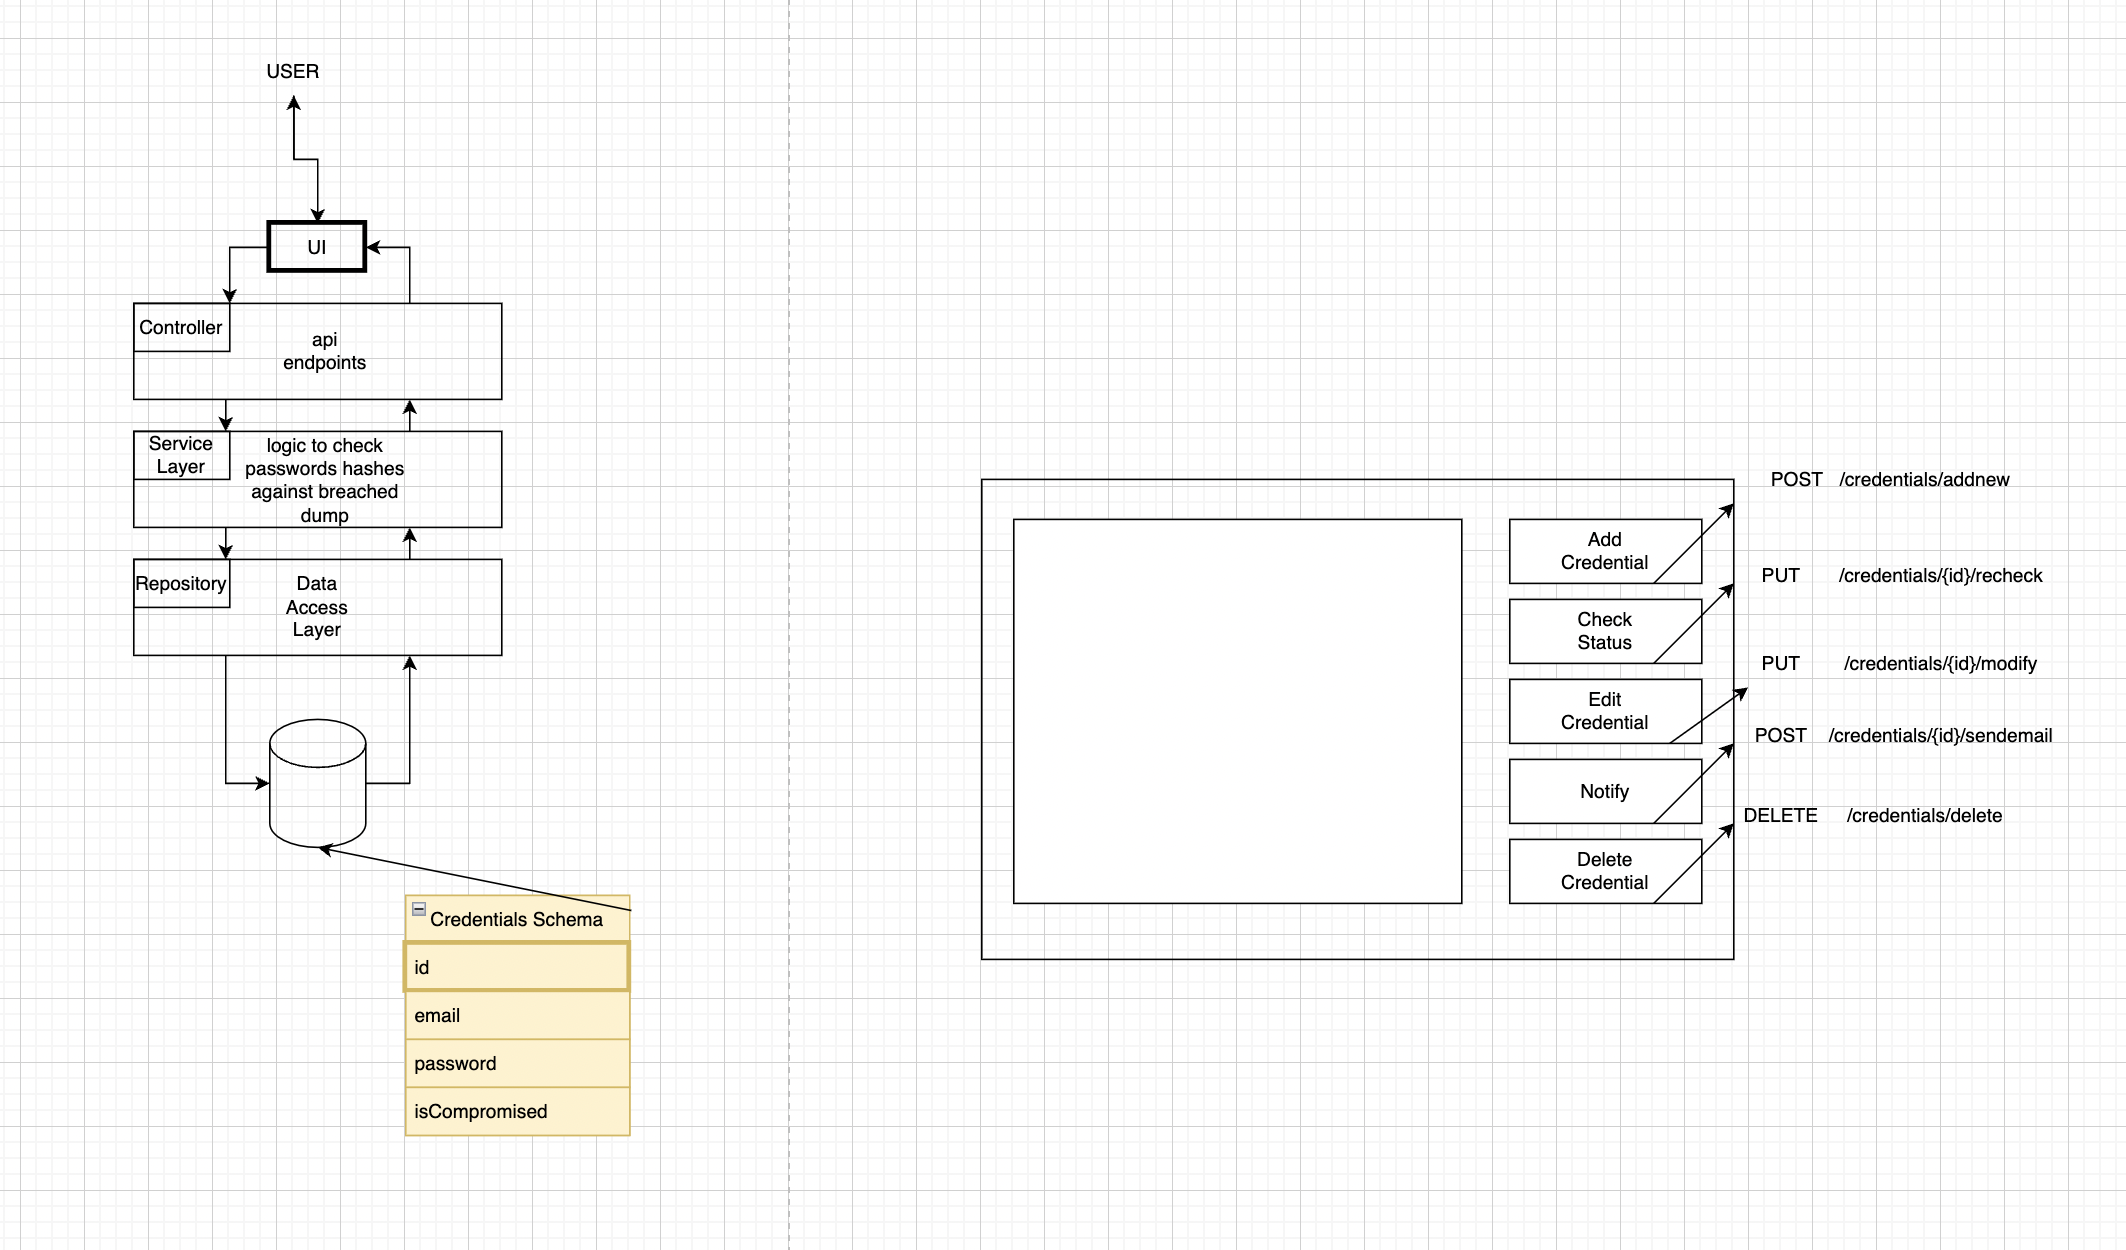 USER
UI
Controller
api
endpoints
Service
Layer
logic to check
passwords hashes
against breached
dump
Repository
Data
Access
Layer
Credentials Schema
id
email
password
isCompromised
Add
Credential
Check
Status
Edit
Credential
Notify
Delete
Credential
POST /credentials/addnew
PUT /credentials/{id}/recheck
PUT /credentials/{id}/modify
POST /credentials/{id}/sendemail
DELETE /credentials/delete